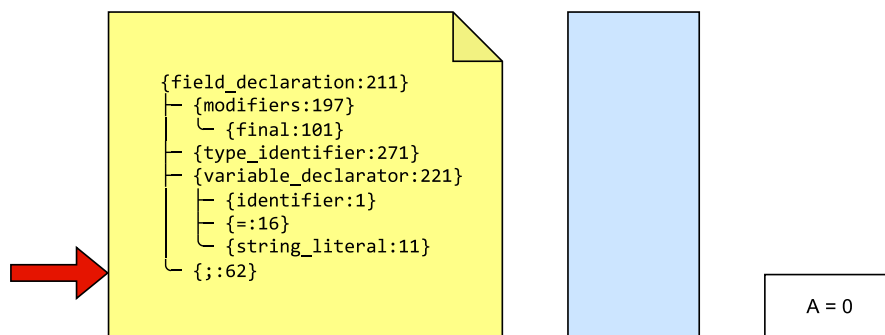 {field_declaration:211}
├─ {modifiers:197}
│  ╰─ {final:101}
├─ {type_identifier:271}
├─ {variable_declarator:221}
│  ├─ {identifier:1}
│  ├─ {=:16}
│  ╰─ {string_literal:11}
╰─ {;:62}
A = 0